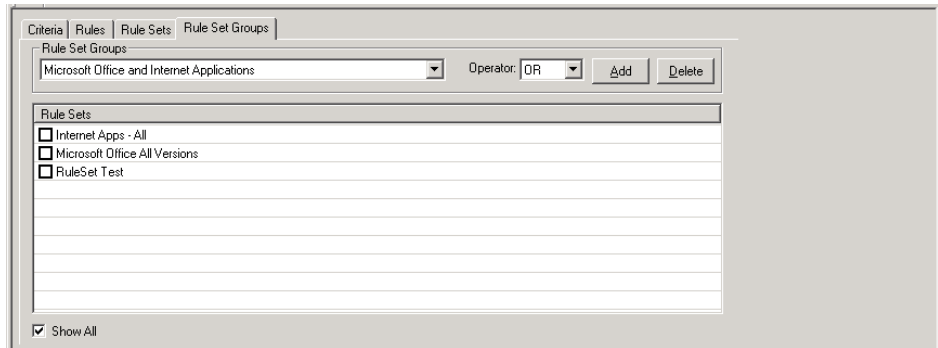 Criteria Rules Rule Sets Rule Set Groups
Rule Set Groups
Microsoft Office and Internet Applications Operator: OR Add Delete
Rule Sets
Internet Apps - All
Microsoft Office All Versions
RuleSet Test
Show All